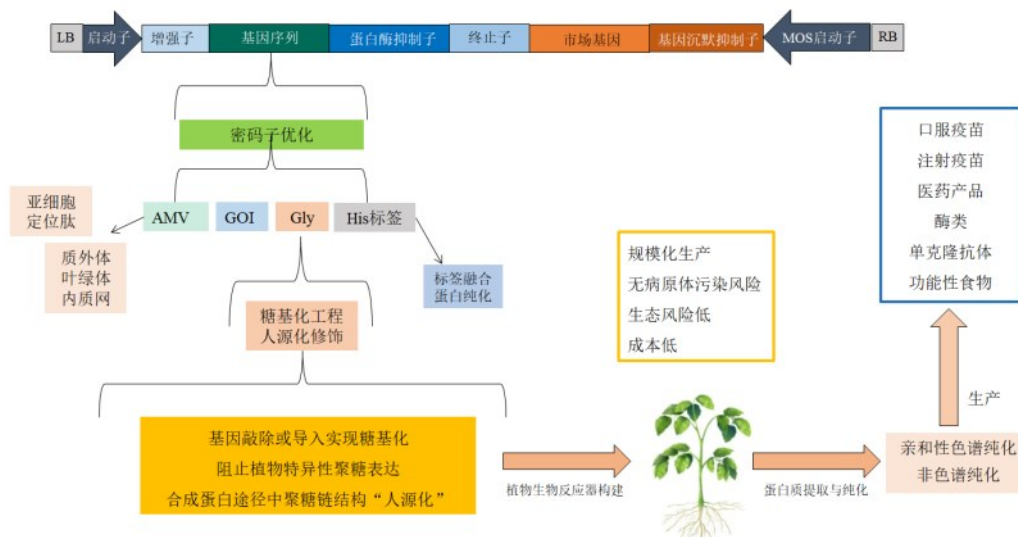 LB
启动子
增强子
基因序列
蛋白酶抑制子
终止子
市场基因
基因沉默抑制子
MOS启动子
RB
密码子优化
亚细胞
定位肽
质外体
叶绿体
内质网
AMV
GOI
Gly
His标签
标签融合
蛋白纯化
糖基化工程
人源化修饰
基因敲除或导入实现糖基化
阻止植物特异性聚糖表达
合成蛋白途径中聚糖链结构“人源化”
植物生物反应器构建
规模化生产
无病原体污染风险
生态风险低
成本低
蛋白质提取与纯化
亲和性色谱纯化
非色谱纯化
生产
口服疫苗
注射疫苗
医药产品
酶类
单克隆抗体
功能性食物